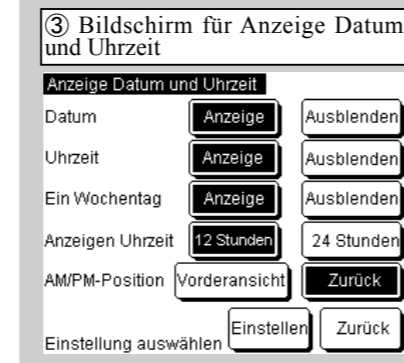 ③ Bildschirm für Anzeige Datum
und Uhrzeit
Anzeige Datum und Uhrzeit
Datum Anzeige Ausblenden
Uhrzeit Anzeige Ausblenden
Ein Wochentag Anzeige Ausblenden
Anzeigen Uhrzeit 12 Stunden 24 Stunden
AM/PM-Position Vorderansicht Zurück
Einstellung auswählen Einstellen Zurück